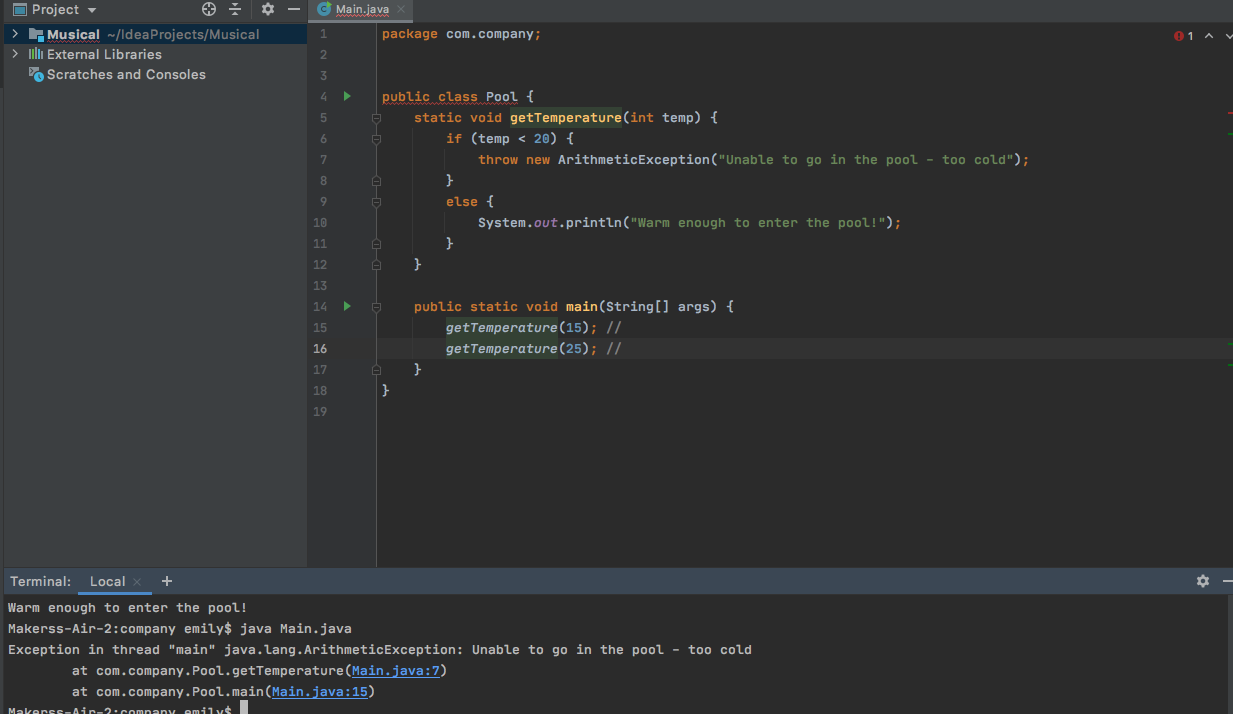 Project
Main.java
Musical ~/IdeaProjects/Musical
External Libraries
Scratches and Consoles
1 package com.company;
2
3
4 public class Pool {
5 static void getTemperature(int temp) {
6 if (temp < 20) {
7 throw new ArithmeticException("Unable to go in the pool - too cold");
8 }
9 else {
10 System.out.println("Warm enough to enter the pool!");
11 }
12 }
13
14 public static void main(String[] args) {
15 getTemperature(15); //
16 getTemperature(25); //
17 }
18 }
19
1
Terminal: Local +
Warm enough to enter the pool!
Makerss-Air-2:company emily$ java Main.java
Exception in thread "main" java.lang.ArithmeticException: Unable to go in the pool - too cold
at com.company.Pool.getTemperature(Main.java:7)
at com.company.Pool.main(Main.java:15)
Makerss-Air-2:company emily$